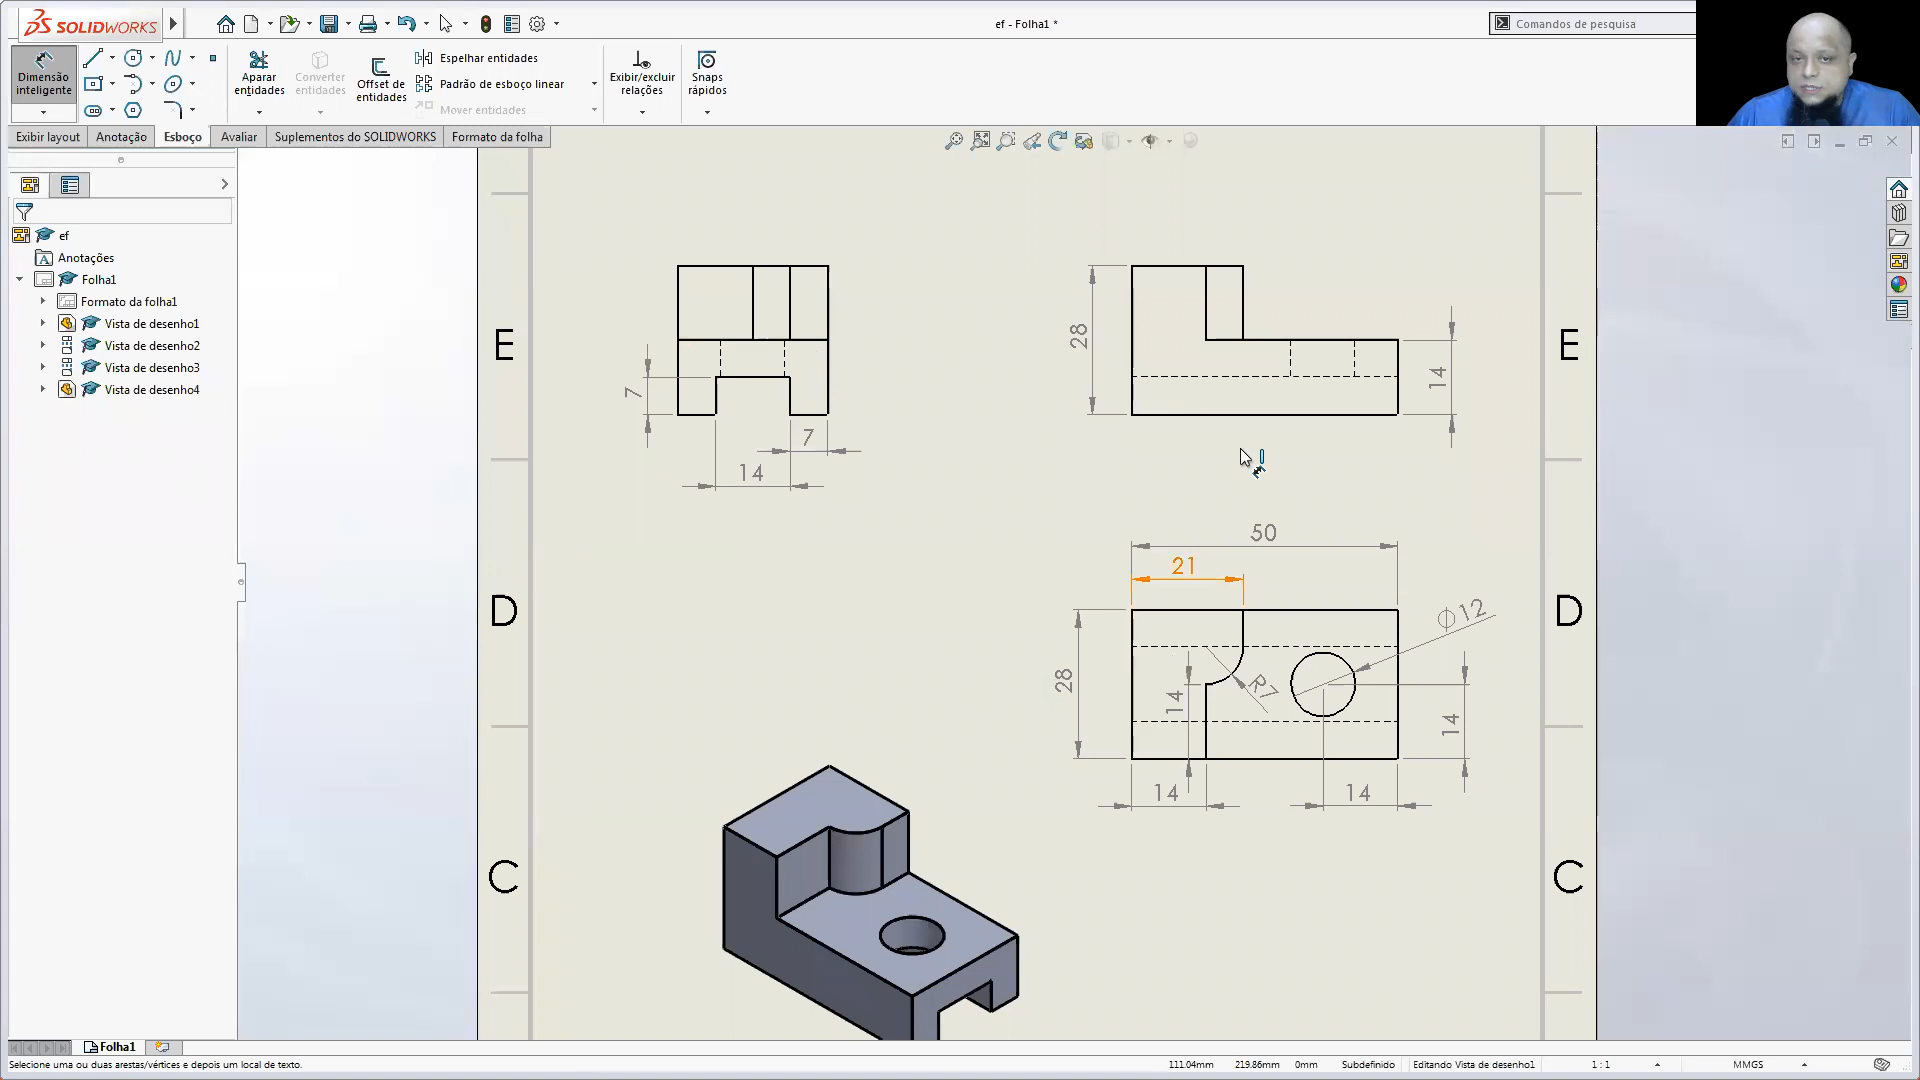 SOLIDWORKS
ef - Folha1 *
Comandos de pesquisa
Dimensão inteligente
Aparar entidades
Converter entidades
Offset de entidades
Espelhar entidades
Padrão de esboço linear
Mover entidades
Exibir/excluir relações
Snaps rápidos
Exibir layout
Anotação
Esboço
Avaliar
Suplementos do SOLIDWORKS
Formato da folha
ef
A Anotações
Folha1
Formato da folha1
Vista de desenho1
Vista de desenho2
Vista de desenho3
Vista de desenho4
E
E
28
14
7
7
14
50
21
D
D
Φ12
28
14
R7
14
14
14
C
C
Folha1
Selecione uma ou duas arestas/vértices e depois um local de texto.
111.04mm
219.86mm
0mm
Subdefinido
Editando Vista de desenho1
1 : 1
MMGS